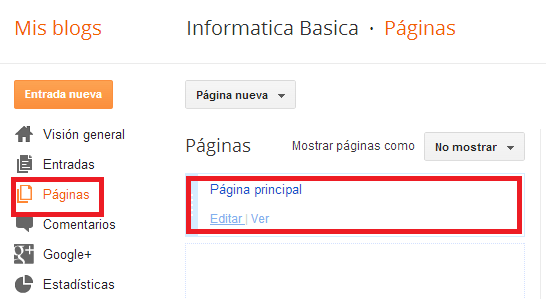 Mis blogs
Informatica Basica · Páginas
Entrada nueva
Página nueva
Visión general
Entradas
Páginas
Comentarios
Google+
Estadísticas
Páginas
Mostrar páginas como
No mostrar
Página principal
Editar | Ver